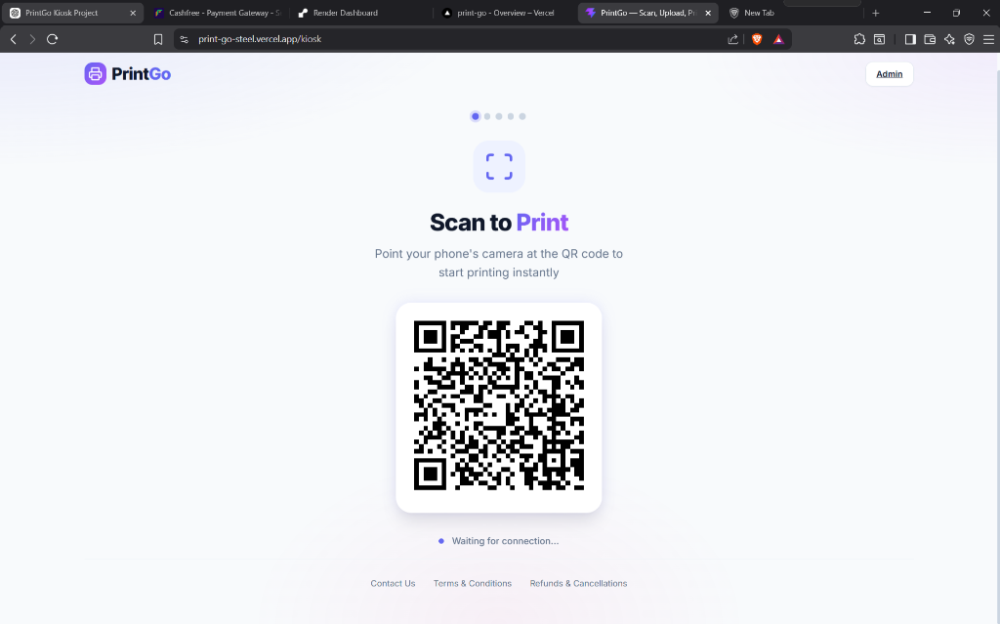 PrintGo Kiosk Project
Cashfree - Payment Gateway - S
Render Dashboard
print-go - Overview – Vercel
PrintGo — Scan, Upload, P
New Tab
print-go-steel.vercel.app/kiosk
PrintGo
Admin
Scan to Print
Point your phone's camera at the QR code to
start printing instantly
Waiting for connection...
Contact Us Terms & Conditions Refunds & Cancellations